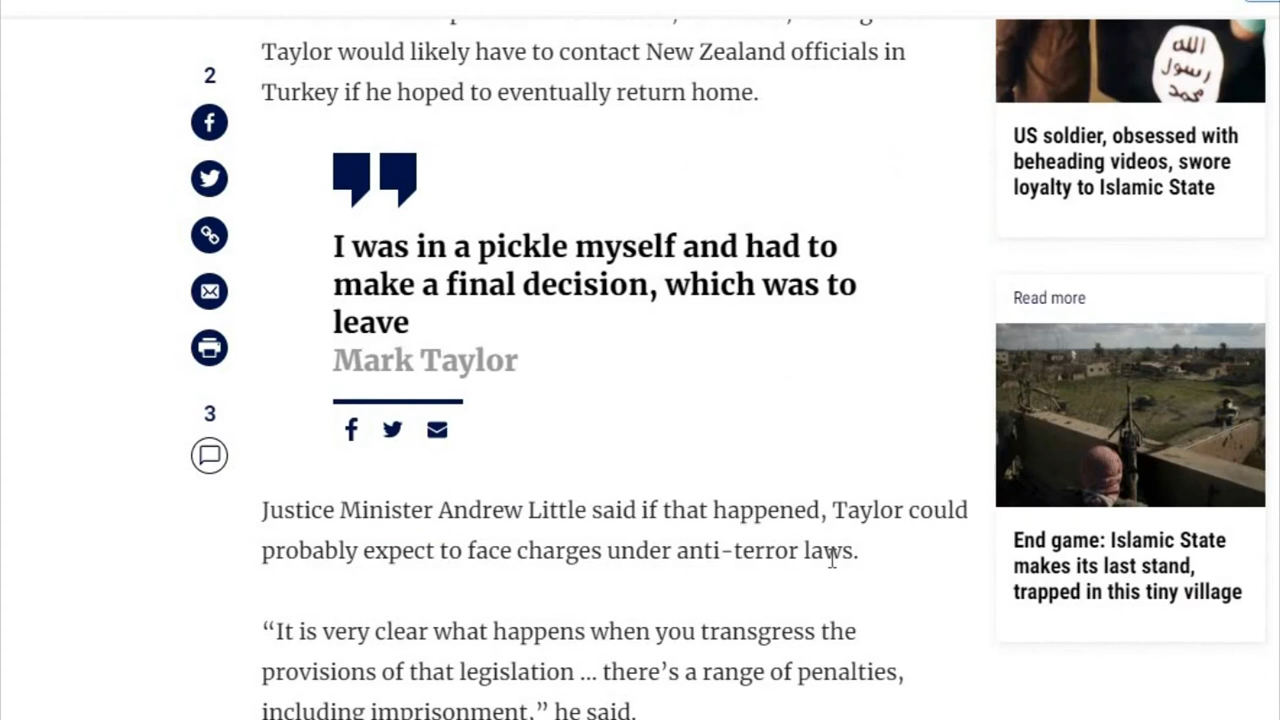 Taylor would likely have to contact New Zealand officials in
Turkey if he hoped to eventually return home.
I was in a pickle myself and had to
make a final decision, which was to
leave
Mark Taylor
Justice Minister Andrew Little said if that happened, Taylor could
probably expect to face charges under anti-terror laws.
“It is very clear what happens when you transgress the
provisions of that legislation ... there’s a range of penalties,
including imprisonment,” he said.
2
3
الله
رسول
محمد
US soldier, obsessed with
beheading videos, swore
loyalty to Islamic State
Read more
End game: Islamic State
makes its last stand,
trapped in this tiny village